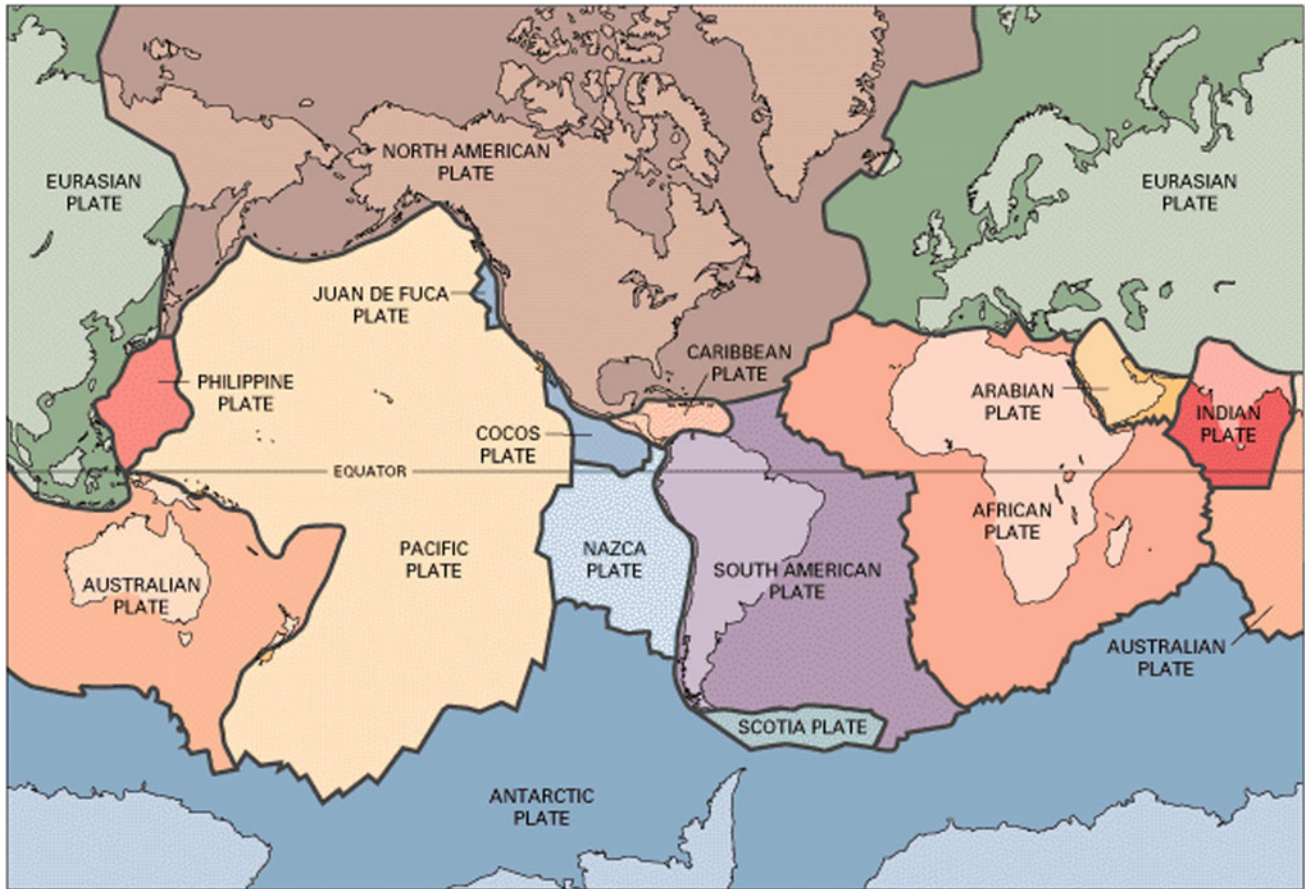 NORTH AMERICAN
PLATE
EURASIAN
PLATE
EURASIAN
PLATE
JUAN DE FUCA
PLATE
CARIBBEAN
PLATE
PHILIPPINE
PLATE
ARABIAN
PLATE
INDIAN
PLATE
COCOS
PLATE
EQUATOR
AFRICAN
PLATE
PACIFIC
PLATE
NAZCA
PLATE
SOUTH AMERICAN
PLATE
AUSTRALIAN
PLATE
AUSTRALIAN
PLATE
SCOTIA PLATE
ANTARCTIC
PLATE